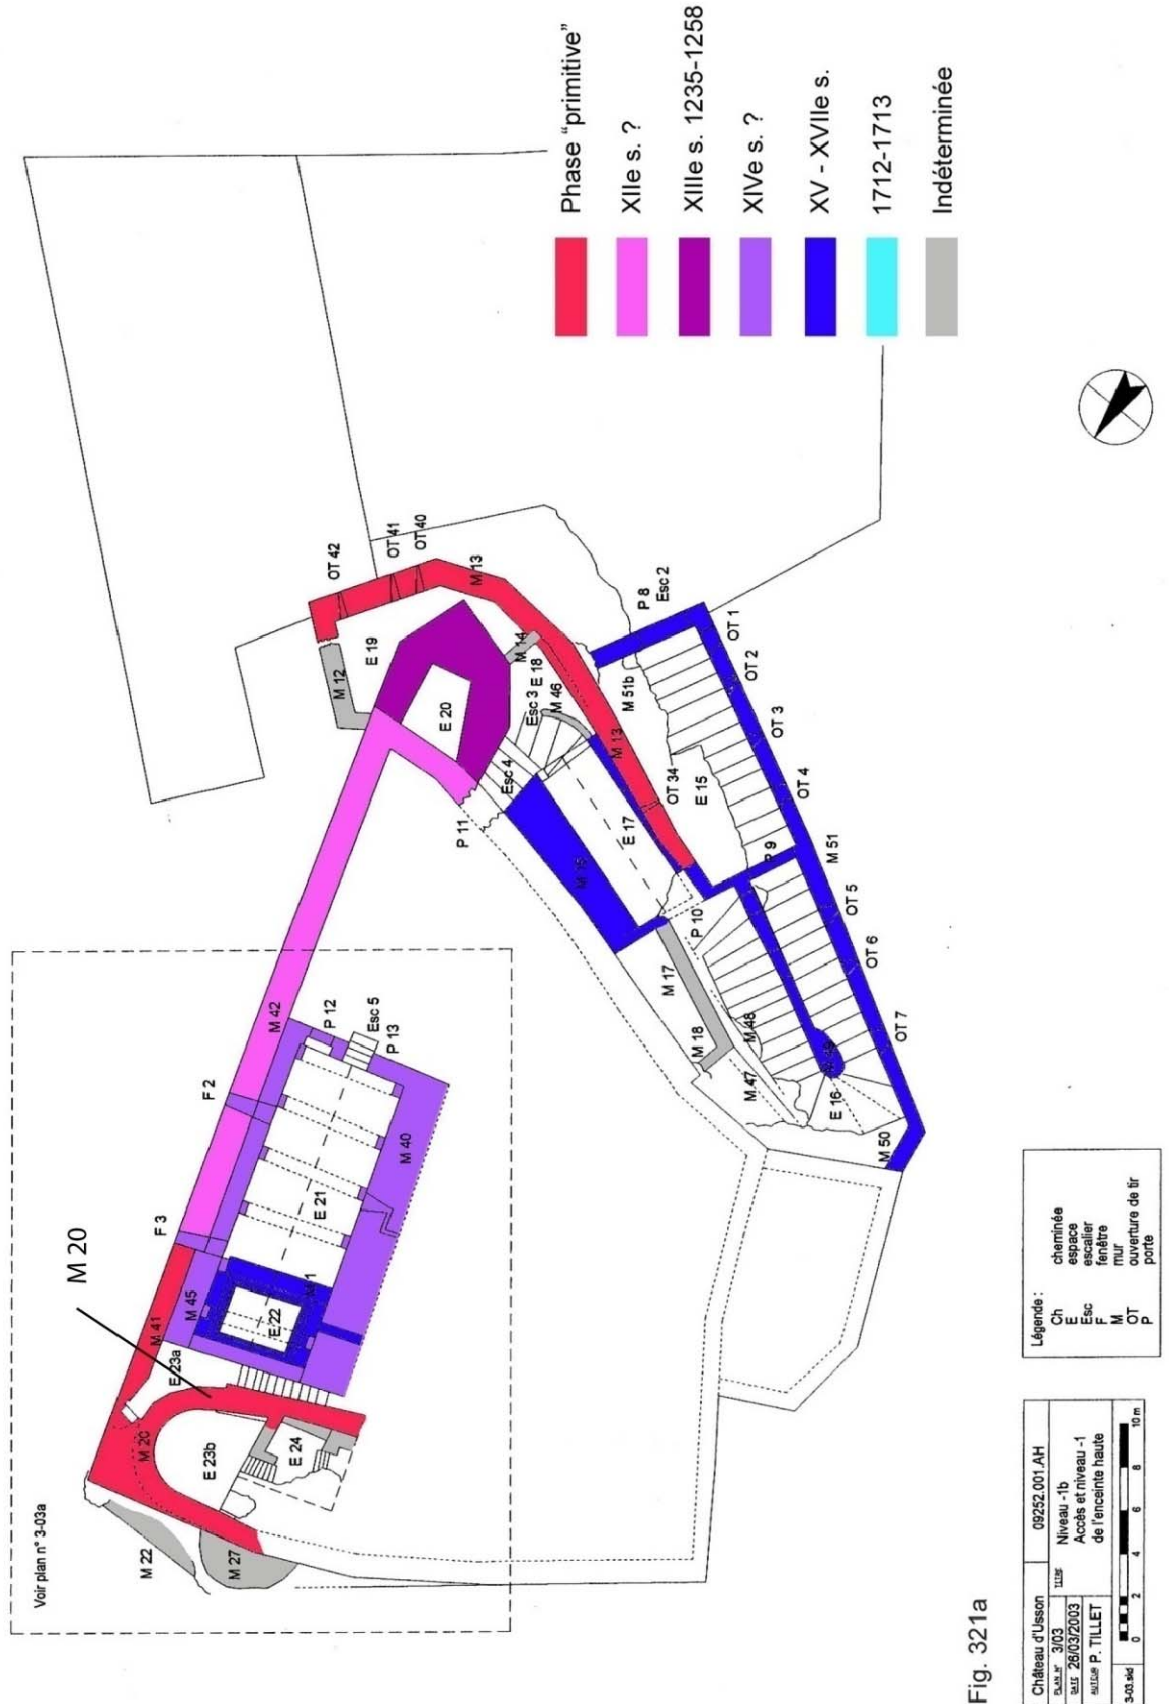 Voir plan n° 3-03a
M 20
M 22
M 27
M 20
E 23b
E 24
E 23a
M 41
M 45
E 22
F 3
F 2
E 21
M 40
M 42
P 12
Esc 5
P 13
P 11
E 20
M 12
E 19
OT 42
OT 41
OT 40
M 13
M 14
E 18
Esc 3
M 46
Esc 4
E 17
M 13
OT 34
M 51b
E 15
P 8
Esc 2
OT 1
OT 2
OT 3
OT 4
M 51
P 9
OT 5
OT 6
OT 7
P 10
M 17
M 18
M 48
M 47
E 16
M 50
Phase "primitive"
XIIe s. ?
XIIIe s. 1235-1258
XIVe s. ?
XV - XVIIe s.
1712-1713
Indéterminée
Fig. 321a
Château d'Usson
09252.001.AH
PLAN N° 3/03
DATE 26/03/2003
AUTEUR P. TILLET
TITRE
Niveau -1b
Accès et niveau -1
de l'enceinte haute
3-03.skd
0 2 4 6 8 10 m
Légende :
Ch cheminée
E espace
Esc escalier
F fenêtre
M mur
OT ouverture de tir
P porte